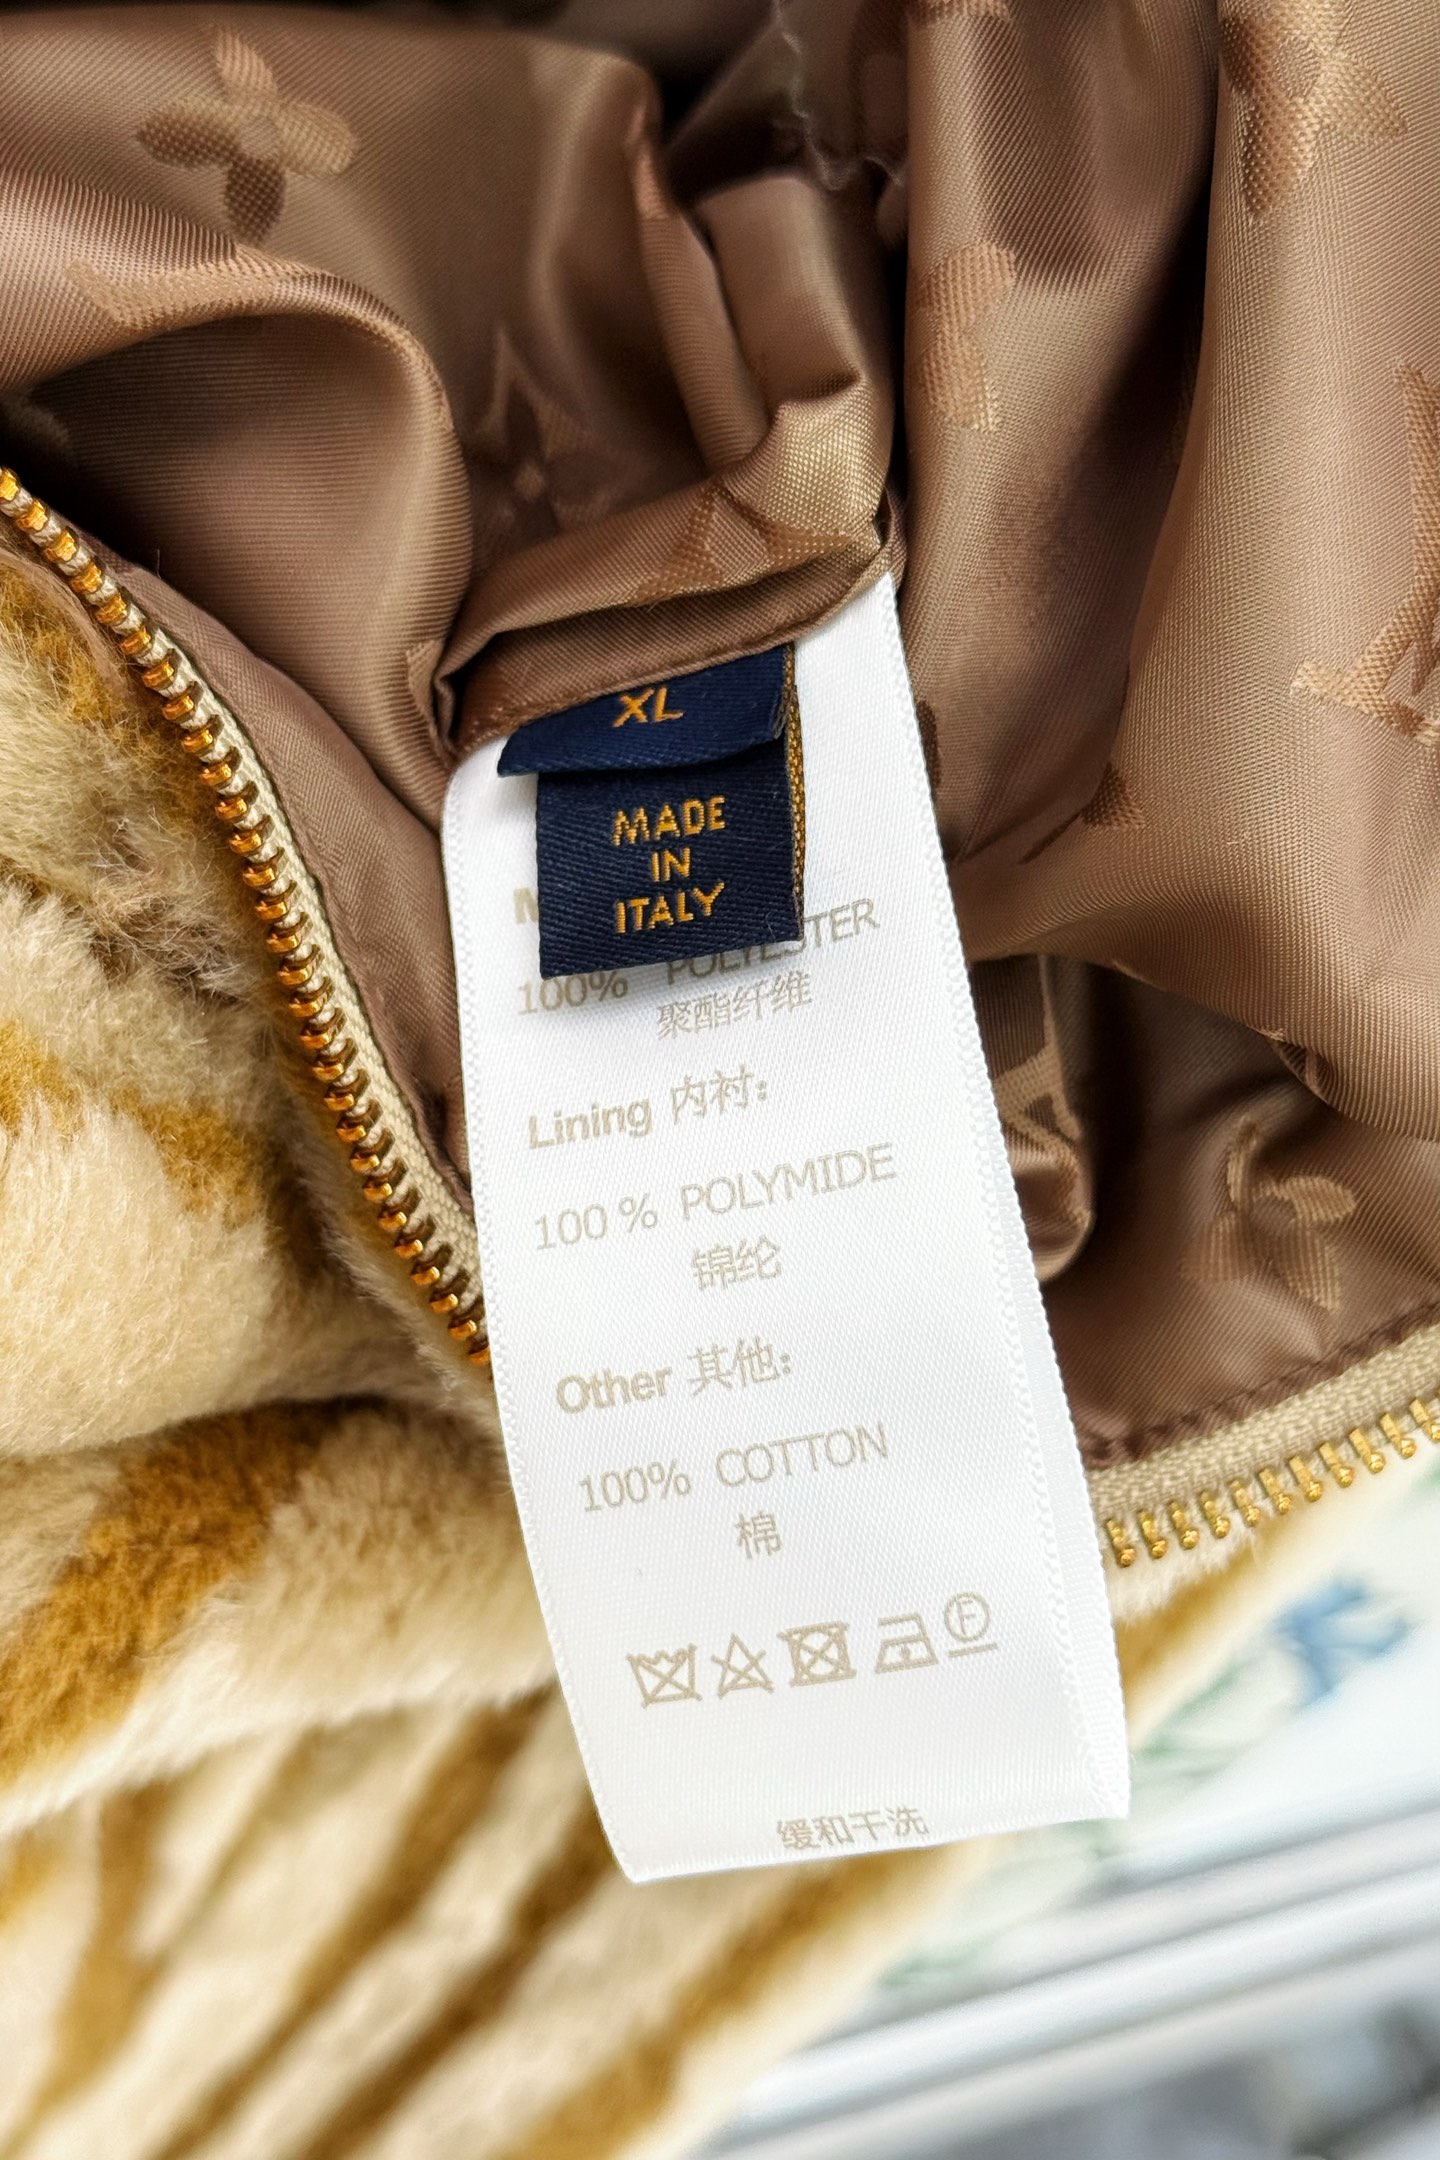 XL
MADE
IN
ITALY
100% POLYESTER
聚酯纤维
Lining 内衬:
100 % POLYMIDE
锦纶
Other 其他:
100% COTTON
棉
F
缓和干洗